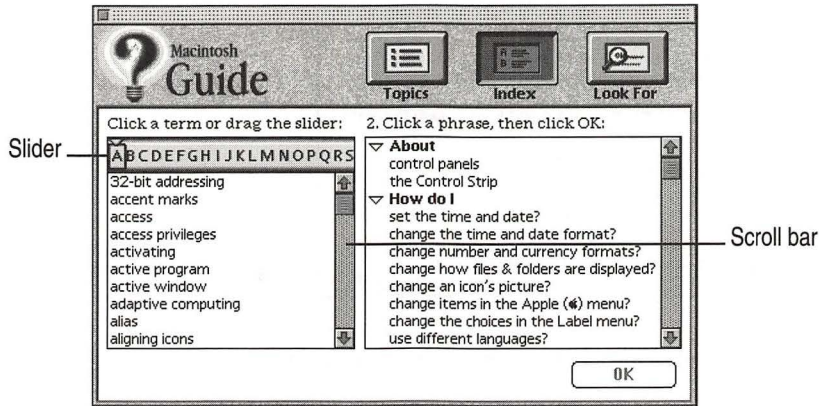 Macintosh
Guide
Topics
Index
Look For
Click a term or drag the slider:
Slider
A B C D E F G H I J K L M N O P Q R S
32-bit addressing
accent marks
access
access privileges
activating
active program
active window
adaptive computing
alias
aligning icons
2. Click a phrase, then click OK:
▽ About
control panels
the Control Strip
▽ How do I
set the time and date?
change the time and date format?
change number and currency formats?
change how files & folders are displayed?
change an icon's picture?
change items in the Apple () menu?
change the choices in the Label menu?
use different languages?
Scroll bar
OK